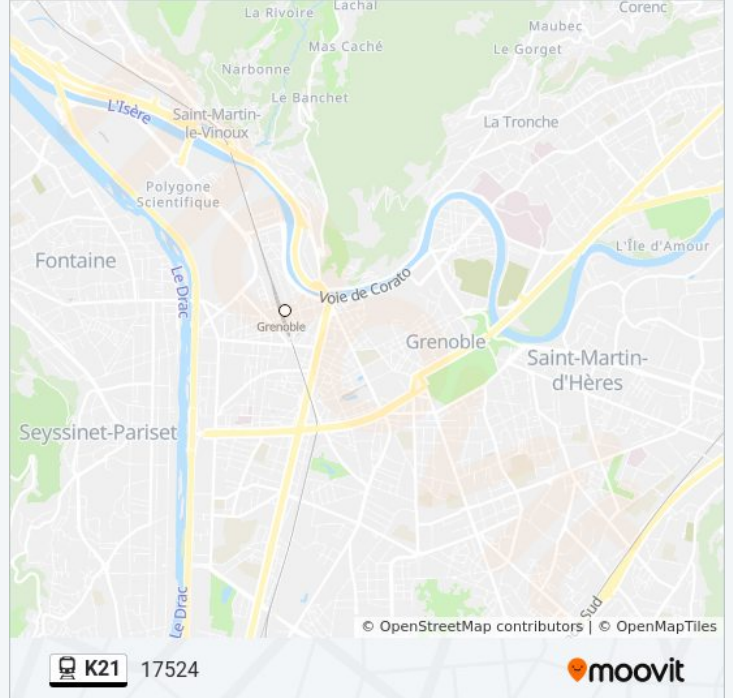 Lachal
Corenc
La Rivoire
Maubec
Mas Caché
Le Gorget
Narbonne
Le Banchet
L'Isère
Saint-Martin-
le-Vinoux
La Tronche
Polygone
Scientifique
L'Île d'Amour
Fontaine
Le Drac
Voie de Corato
Grenoble
Grenoble
Saint-Martin-
d'Hères
Seyssinet-Pariset
Le Drac
Sud
© OpenStreetMap contributors | © OpenMapTiles
K21 17524
moovit